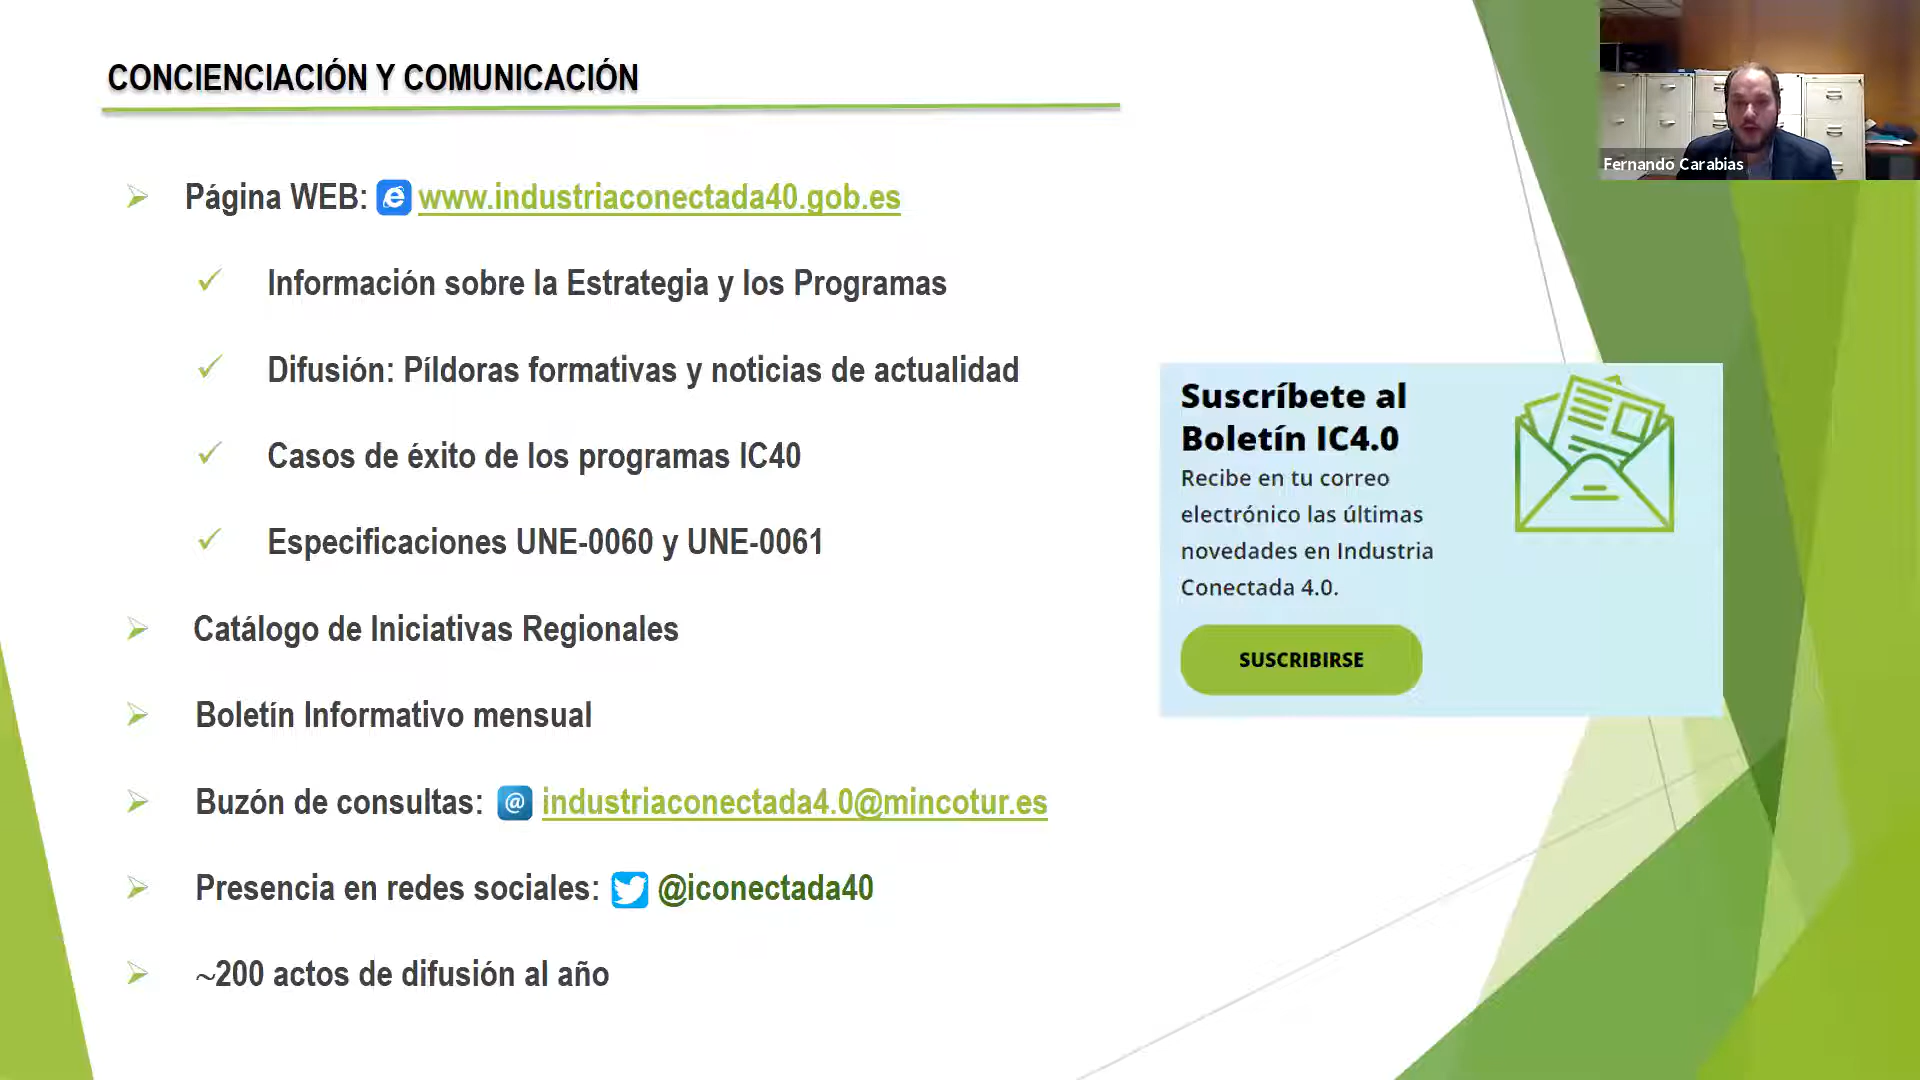 CONCIENCIACIÓN Y COMUNICACIÓN
Fernando Carabias
Página WEB: www.industriaconectada40.gob.es
Información sobre la Estrategia y los Programas
Difusión: Píldoras formativas y noticias de actualidad
Casos de éxito de los programas IC40
Especificaciones UNE-0060 y UNE-0061
Catálogo de Iniciativas Regionales
Boletín Informativo mensual
Buzón de consultas: @ industriaconectada4.0@mincotur.es
Presencia en redes sociales: @iconectada40
~200 actos de difusión al año
Suscríbete al
Boletín IC4.0
Recibe en tu correo
electrónico las últimas
novedades en Industria
Conectada 4.0.
SUSCRIBIRSE